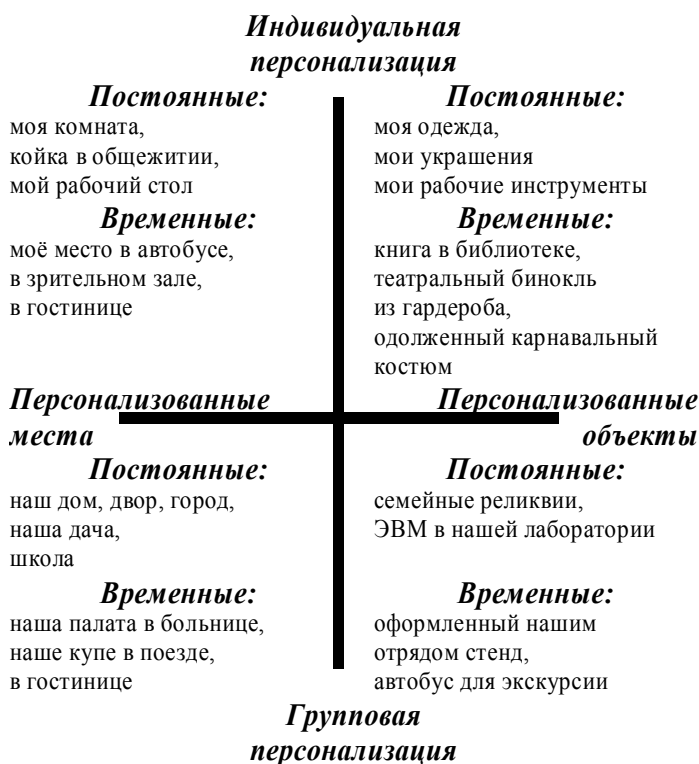 Индивидуальная
персонализация
Постоянные:
моя комната,
койка в общежитии,
мой рабочий стол
Временные:
моё место в автобусе,
в зрительном зале,
в гостинице
Постоянные:
моя одежда,
мои украшения
мои рабочие инструменты
Временные:
книга в библиотеке,
театральный бинокль
из гардероба,
одолженный карнавальный
костюм
Персонализованные
места
Персонализованные
объекты
Постоянные:
наш дом, двор, город,
наша дача,
школа
Временные:
наша палата в больнице,
наше купе в поезде,
в гостинице
Постоянные:
семейные реликвии,
ЭВМ в нашей лаборатории
Временные:
оформленный нашим
отрядом стенд,
автобус для экскурсии
Групповая
персонализация